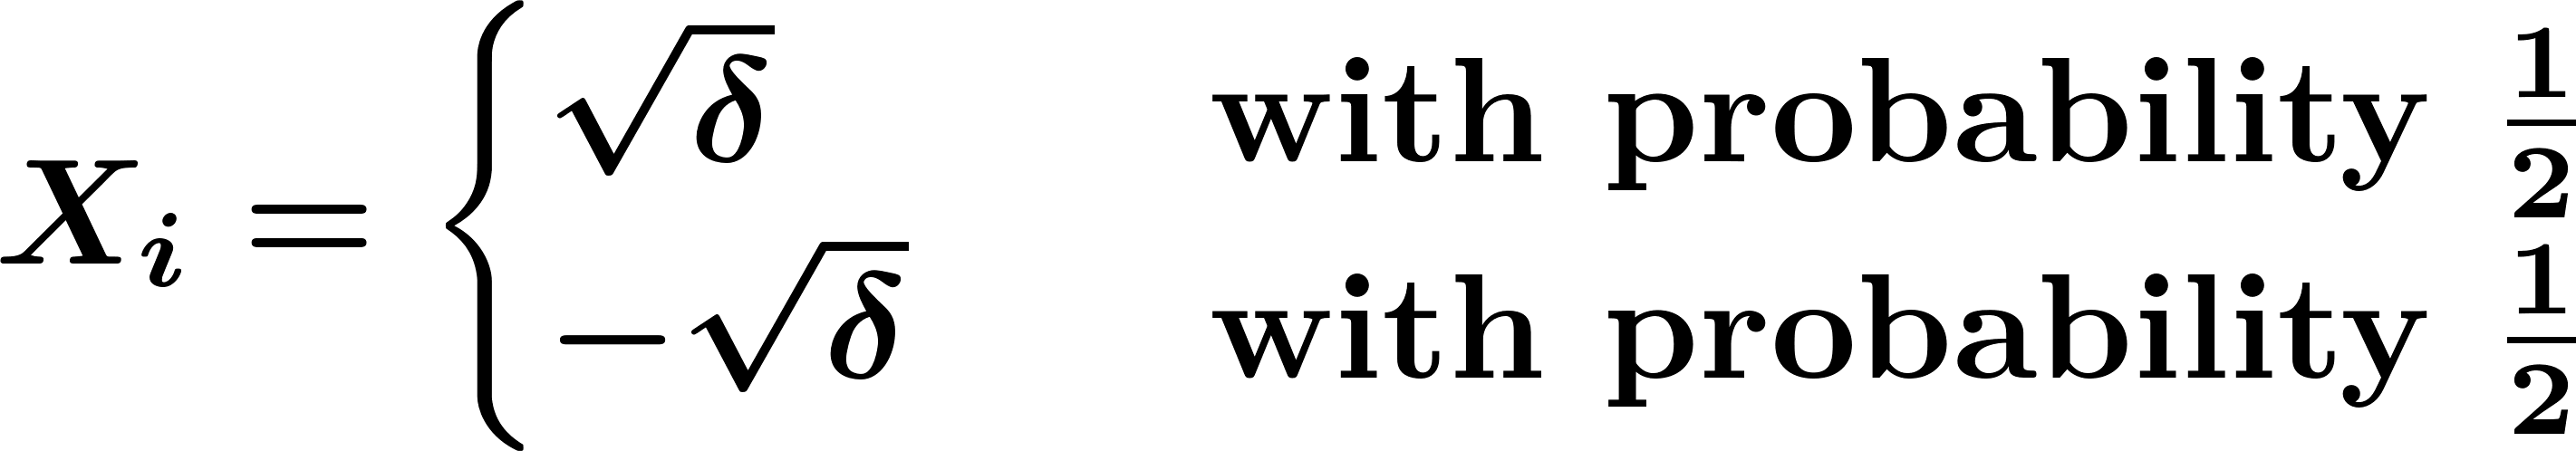 X_i = { √δ with probability 1/2
−√δ with probability 1/2